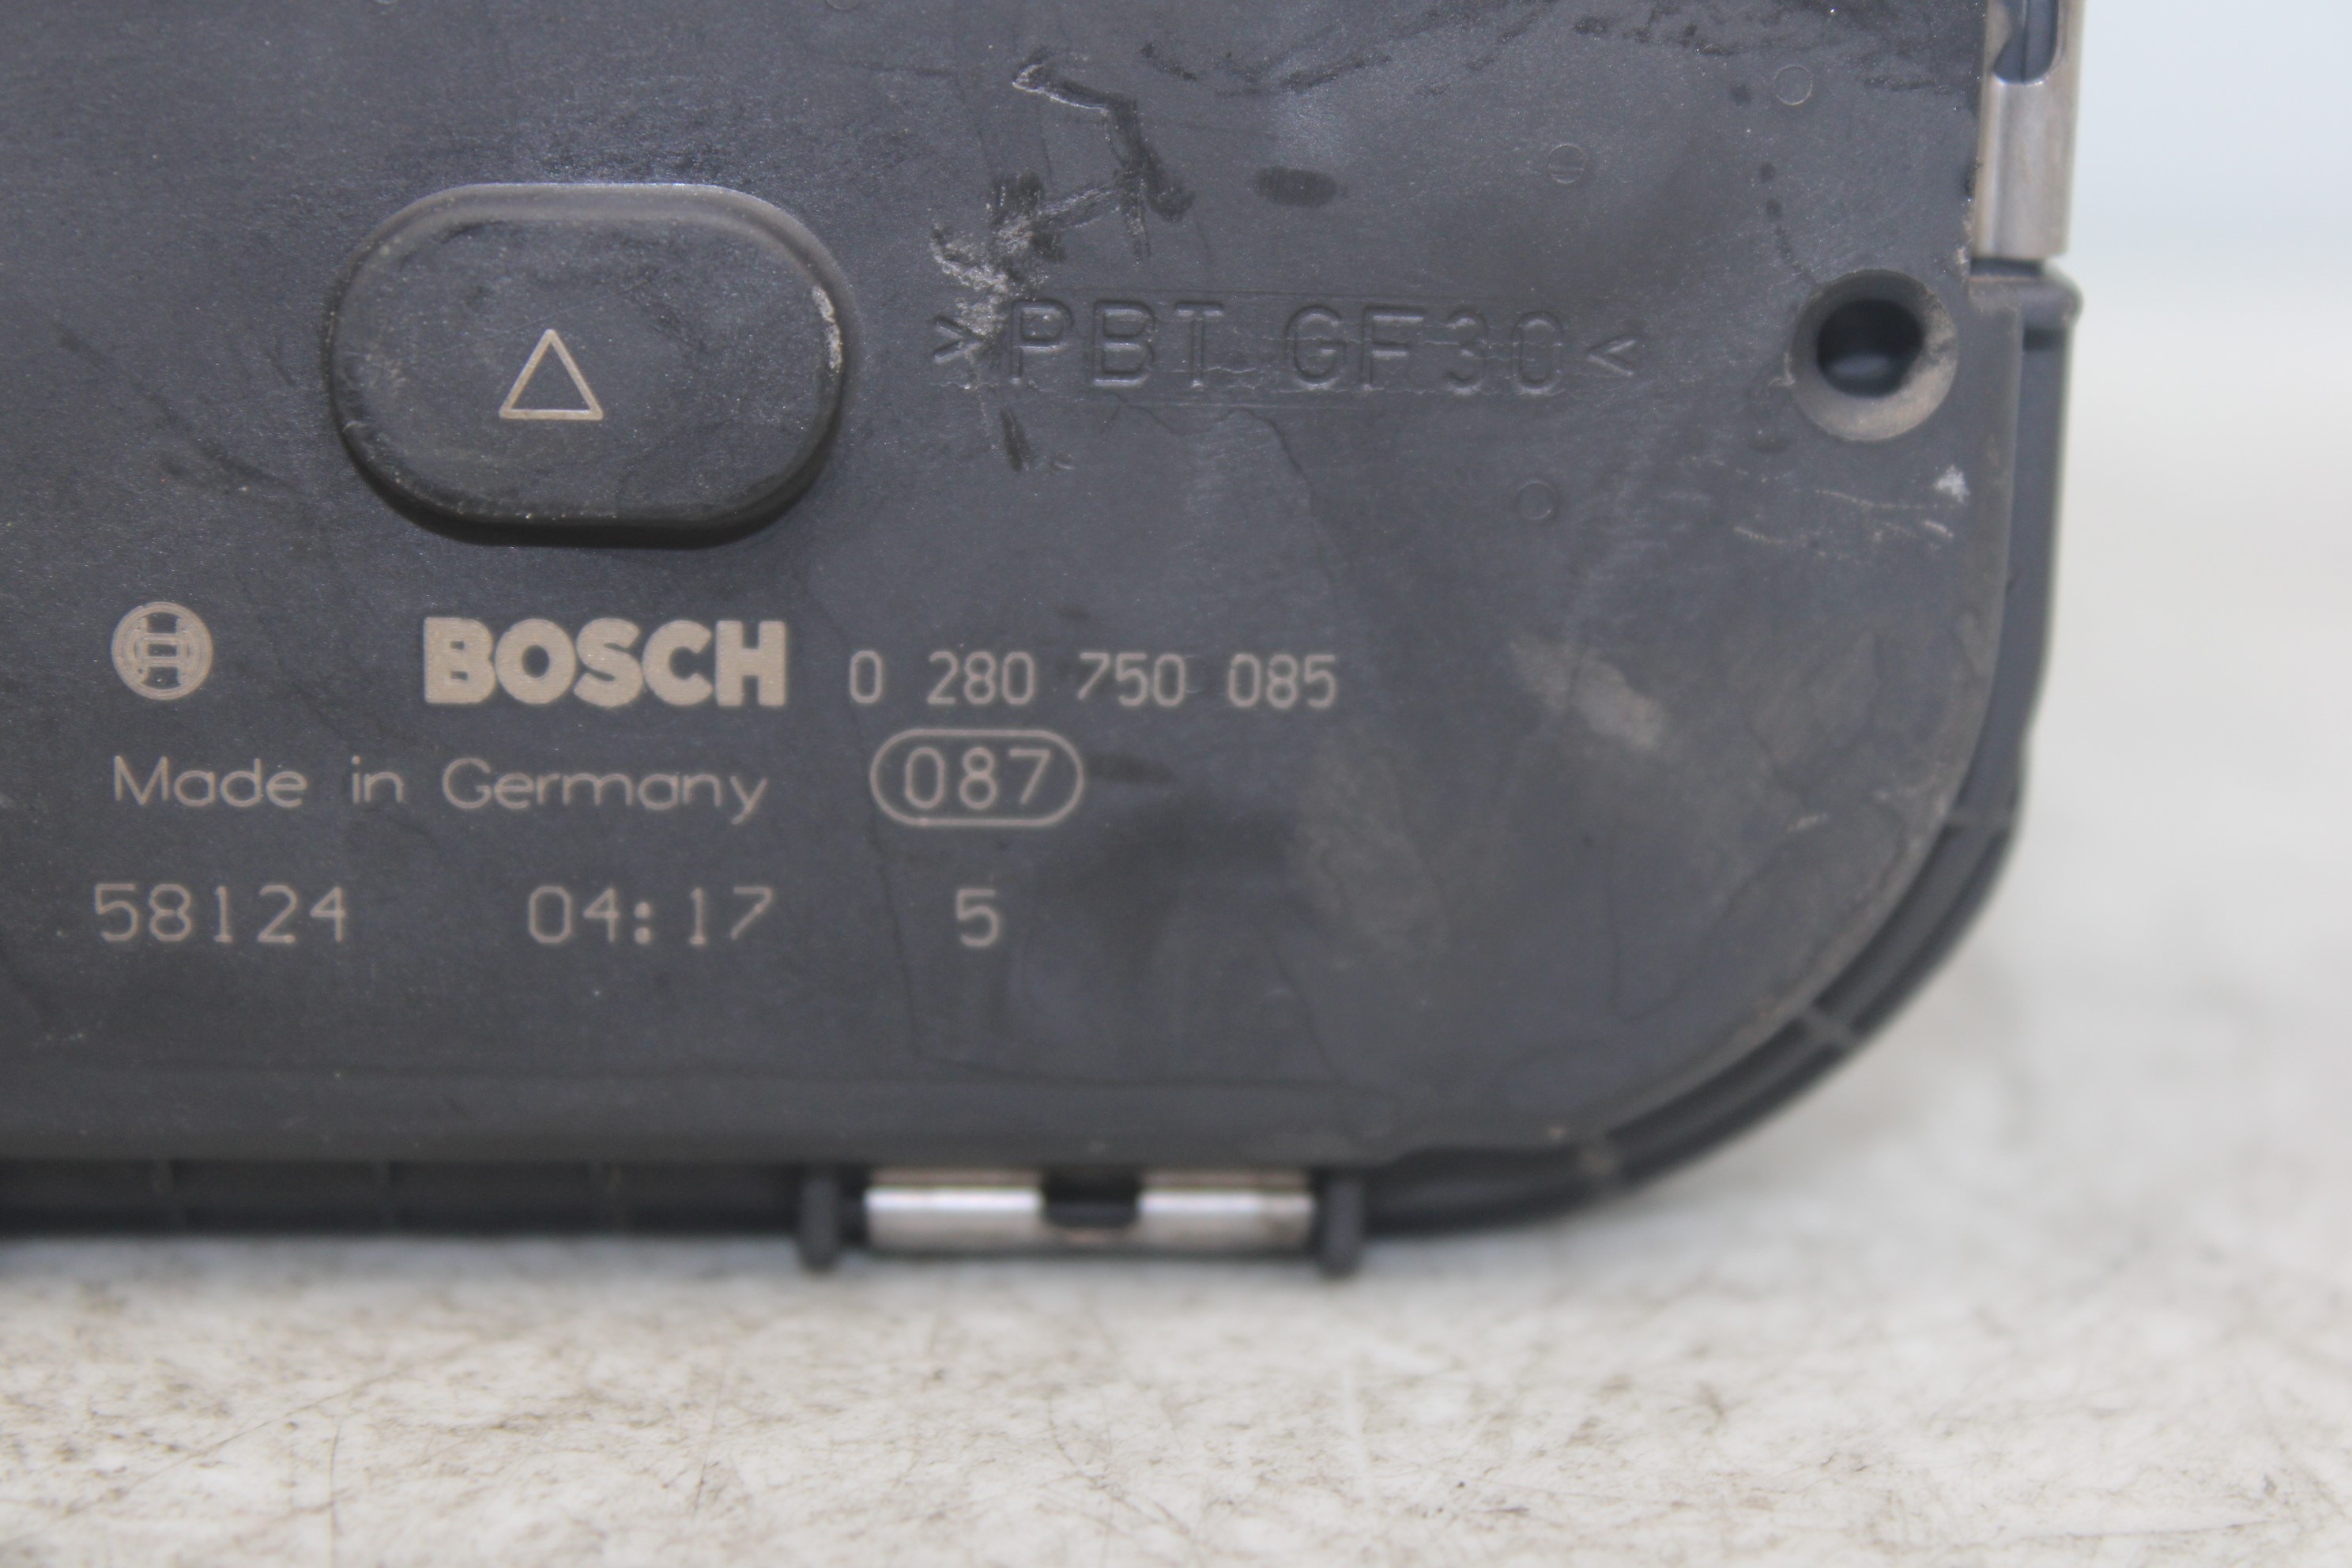 >PBT GF30<
BOSCH 0 280 750 085
Made in Germany 087
58124 04:17 5